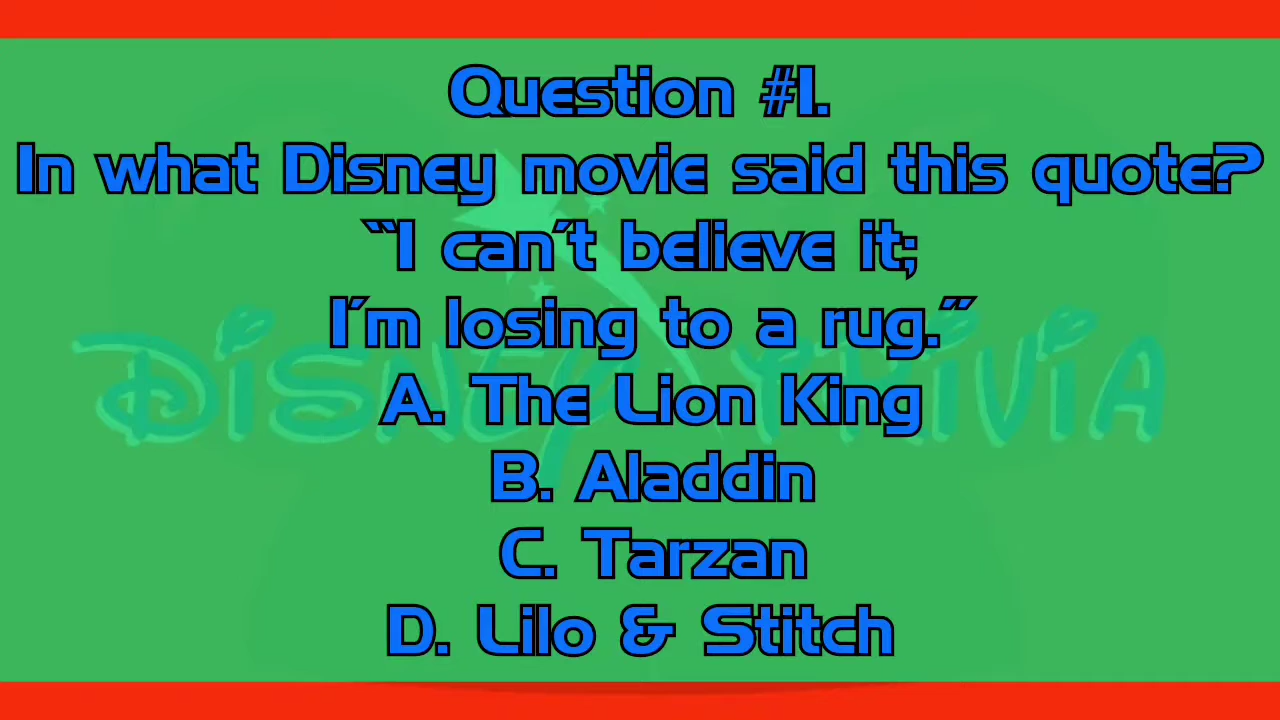 Question #1.
In what Disney movie said this quote?
“I can't believe it;
I'm losing to a rug.”
A. The Lion King
B. Aladdin
C. Tarzan
D. Lilo & Stitch
DiSNEY TRiViA